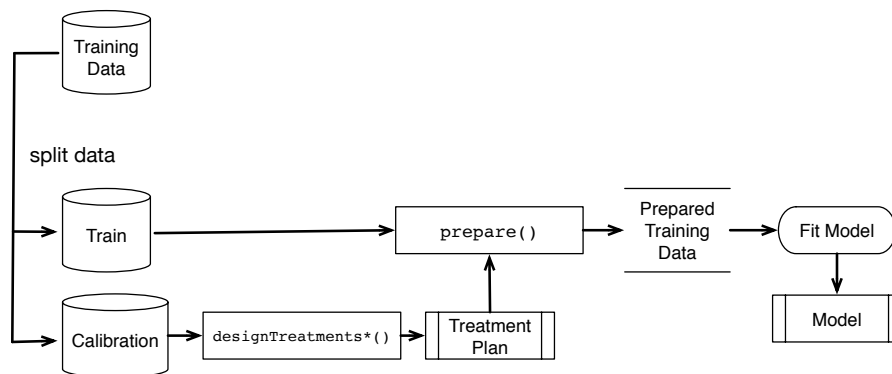 Training
Data
split data
Train
prepare()
Prepared
Training
Data
Fit Model
Calibration
designTreatments*()
Treatment
Plan
Model